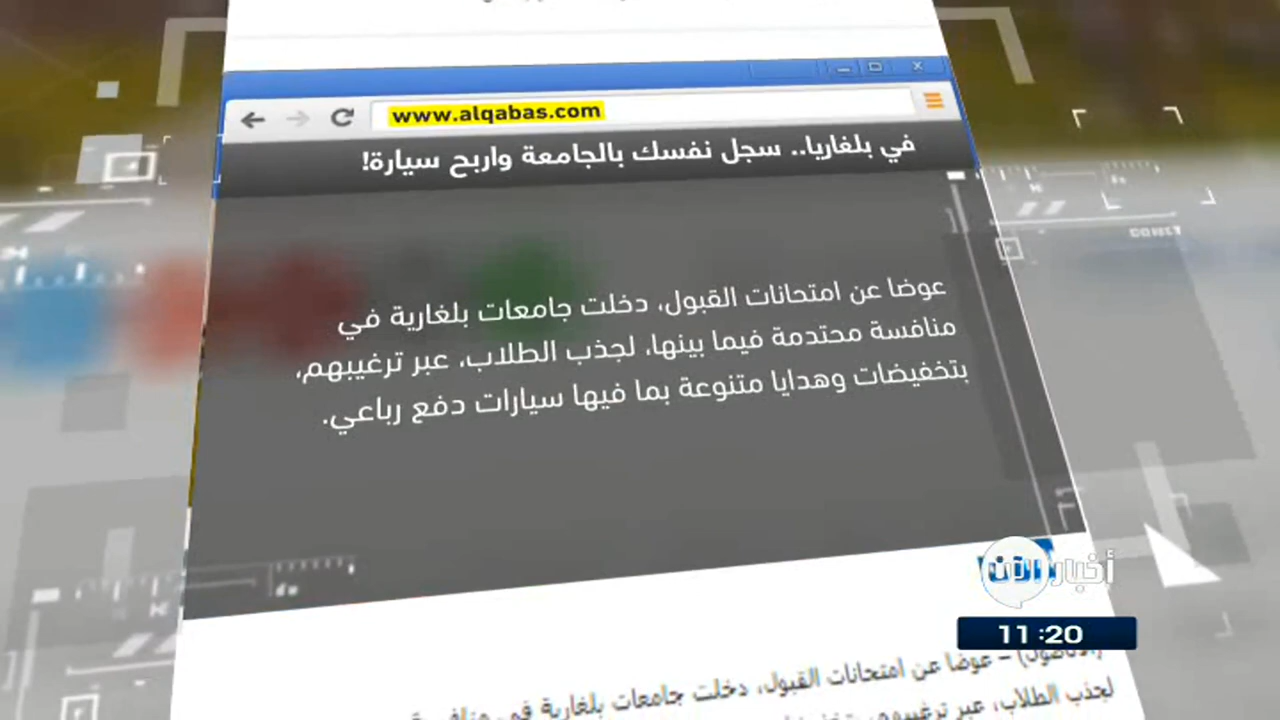 www.alqabas.com
في بلغاريا.. سجل نفسك بالجامعة واربح سيارة!
عوضا عن امتحانات القبول، دخلت جامعات بلغارية في
منافسة محتدمة فيما بينها، لجذب الطلاب، عبر ترغيبهم،
بتخفيضات وهدايا متنوعة بما فيها سيارات دفع رباعي.
أخبار الآن
11:20
(الأناضول) – عوضا عن امتحانات القبول، دخلت جامعات بلغارية في
لجذب الطلاب، عبر ترغيبهم،